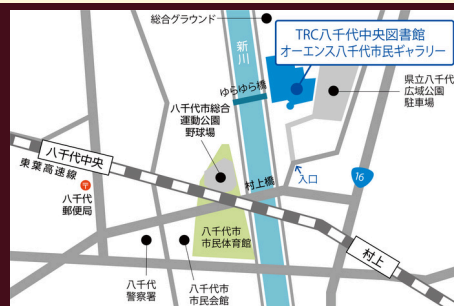 総合グラウンド
TRC八千代中央図書館
オーエンス八千代市民ギャラリー
新川
ゆらゆら橋
県立八千代
広域公園
駐車場
八千代市総合
運動公園
野球場
八千代中央
東葉高速線
入口
16
村上橋
八千代
郵便局
八千代市
市民体育館
村上
八千代
警察署
八千代市
市民会館